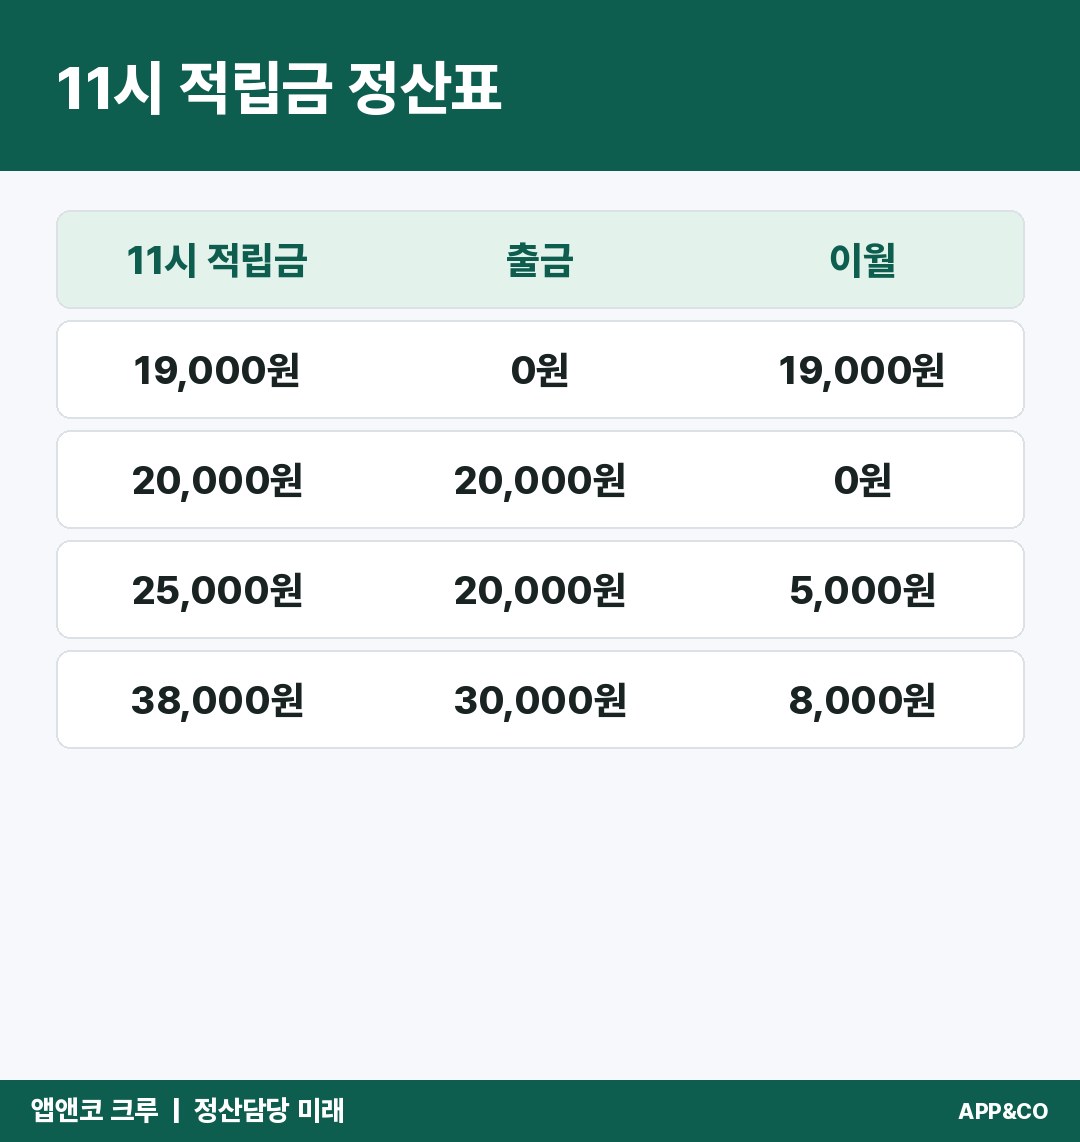 11시 적립금 정산표
11시 적립금 출금 이월
19,000원 0원 19,000원
20,000원 20,000원 0원
25,000원 20,000원 5,000원
38,000원 30,000원 8,000원
앱앤코 크루 | 정산담당 미래 APP&CO